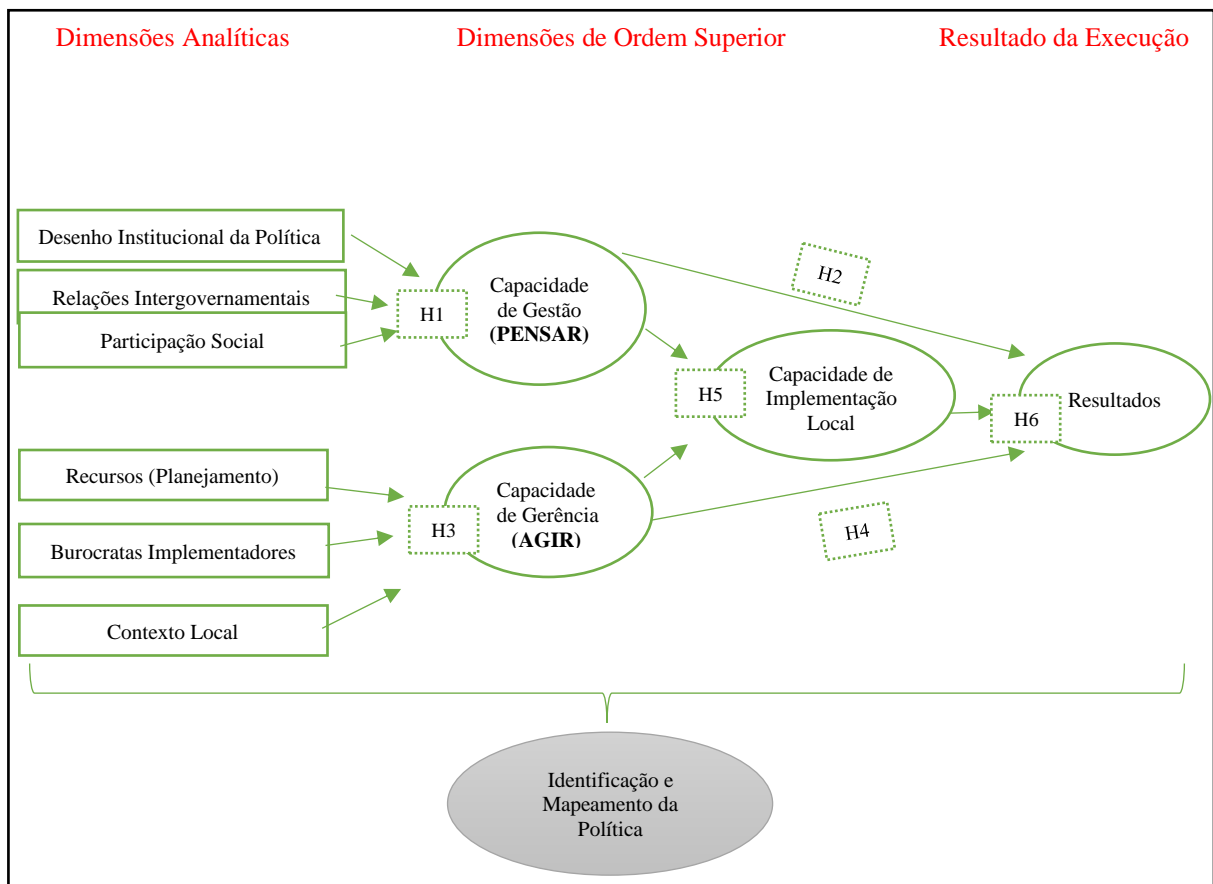 Dimensões Analíticas
Dimensões de Ordem Superior
Resultado da Execução
Desenho Institucional da Política
Relações Intergovernamentais
Participação Social
H1
Capacidade
de Gestão
(PENSAR)
H2
H5
Capacidade de
Implementação
Local
H6
Resultados
Recursos (Planejamento)
Burocratas Implementadores
Contexto Local
H3
Capacidade
de Gerência
(AGIR)
H4
Identificação e
Mapeamento da
Política